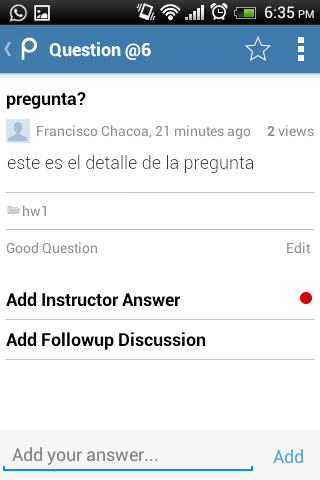 6:35 PM
Question @6
pregunta?
Francisco Chacoa, 21 minutes ago 2 views
este es el detalle de la pregunta
hw1
Good Question Edit
Add Instructor Answer
Add Followup Discussion
Add your answer... Add